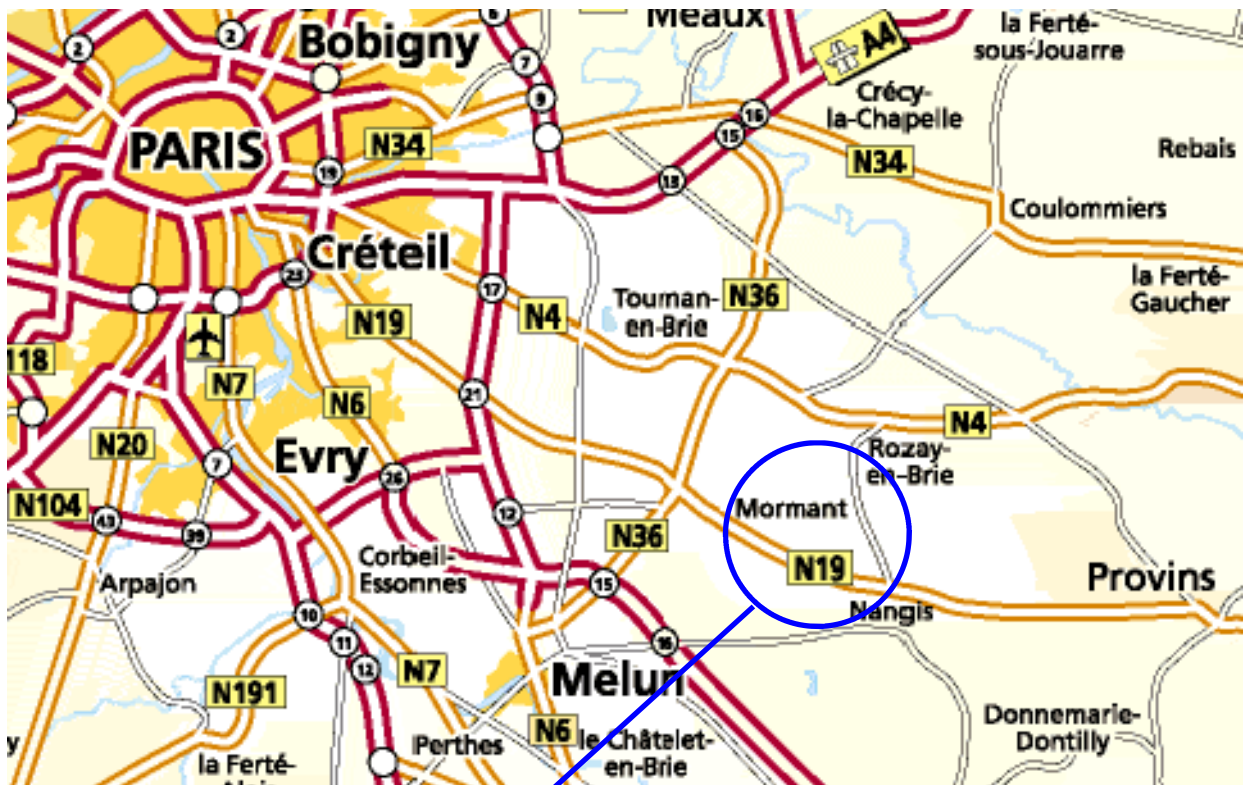 Meaux
la Ferté-
sous-Jouarre
6
2
2
Bobigny
7
A4
9
Crécy-
la-Chapelle
16
15
PARIS
N34
N34
Rebais
19
13
Coulommiers
Créteil
23
17
la Ferté-
Gaucher
Tournan-
en-Brie
N36
N19
N4
118
N7
N6
21
N4
N20
Evry
7
26
Rozay-
en-Brie
N104
43
39
12
Mormant
N36
Corbeil-
Essonnes
Arpajon
15
N19
Provins
Nangis
10
11
12
16
N7
N191
Melun
Donnemarie-
Dontilly
y
Perthes
N6
le Châtelet-
en-Brie
la Ferté-